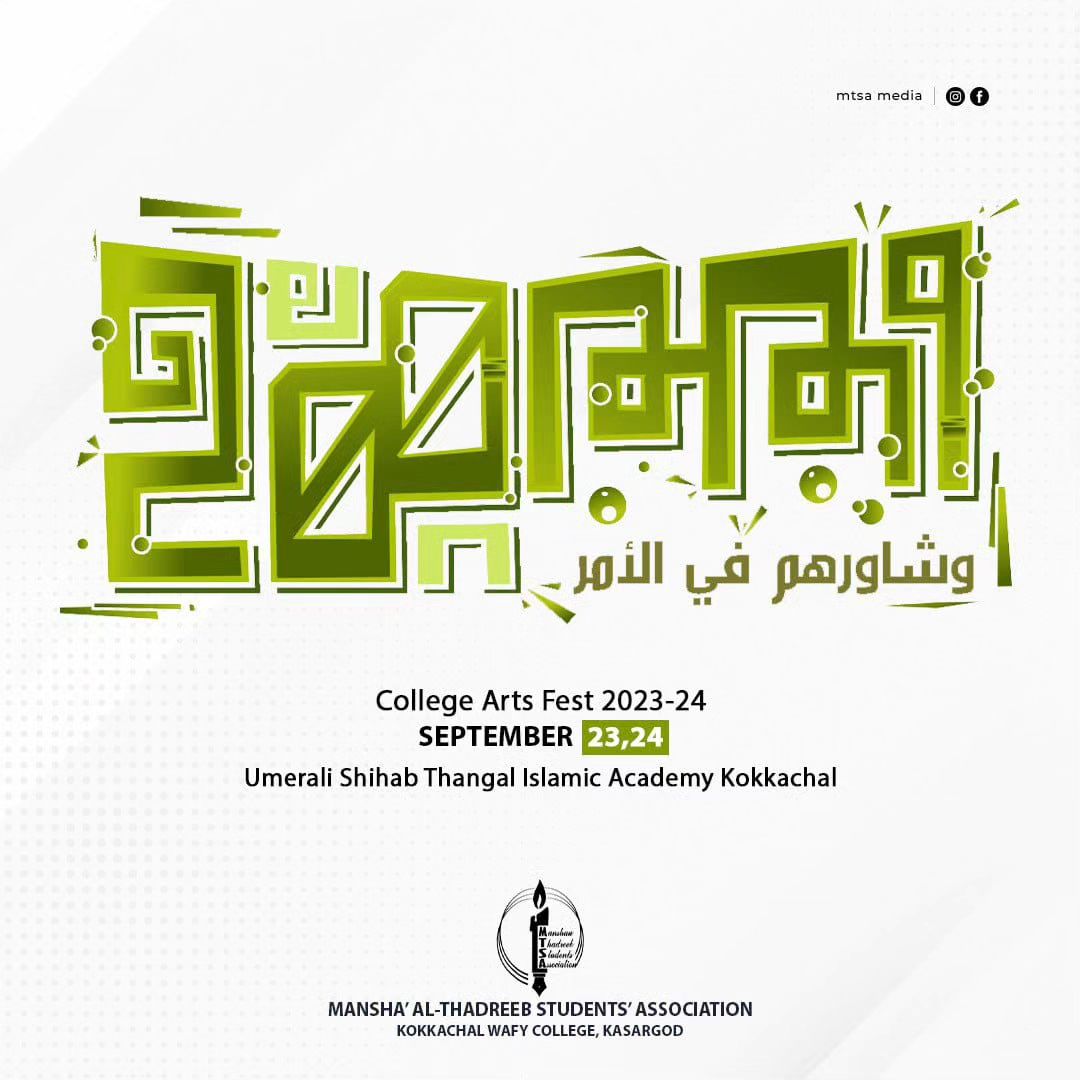 mtsa media
وشاورهم في الأمر
College Arts Fest 2023-24
SEPTEMBER 23,24
Umerali Shihab Thangal Islamic Academy Kokkachal
MTSA
MANSHA' AL-THADREEB STUDENTS' ASSOCIATION
KOKKACHAL WAFY COLLEGE, KASARGOD